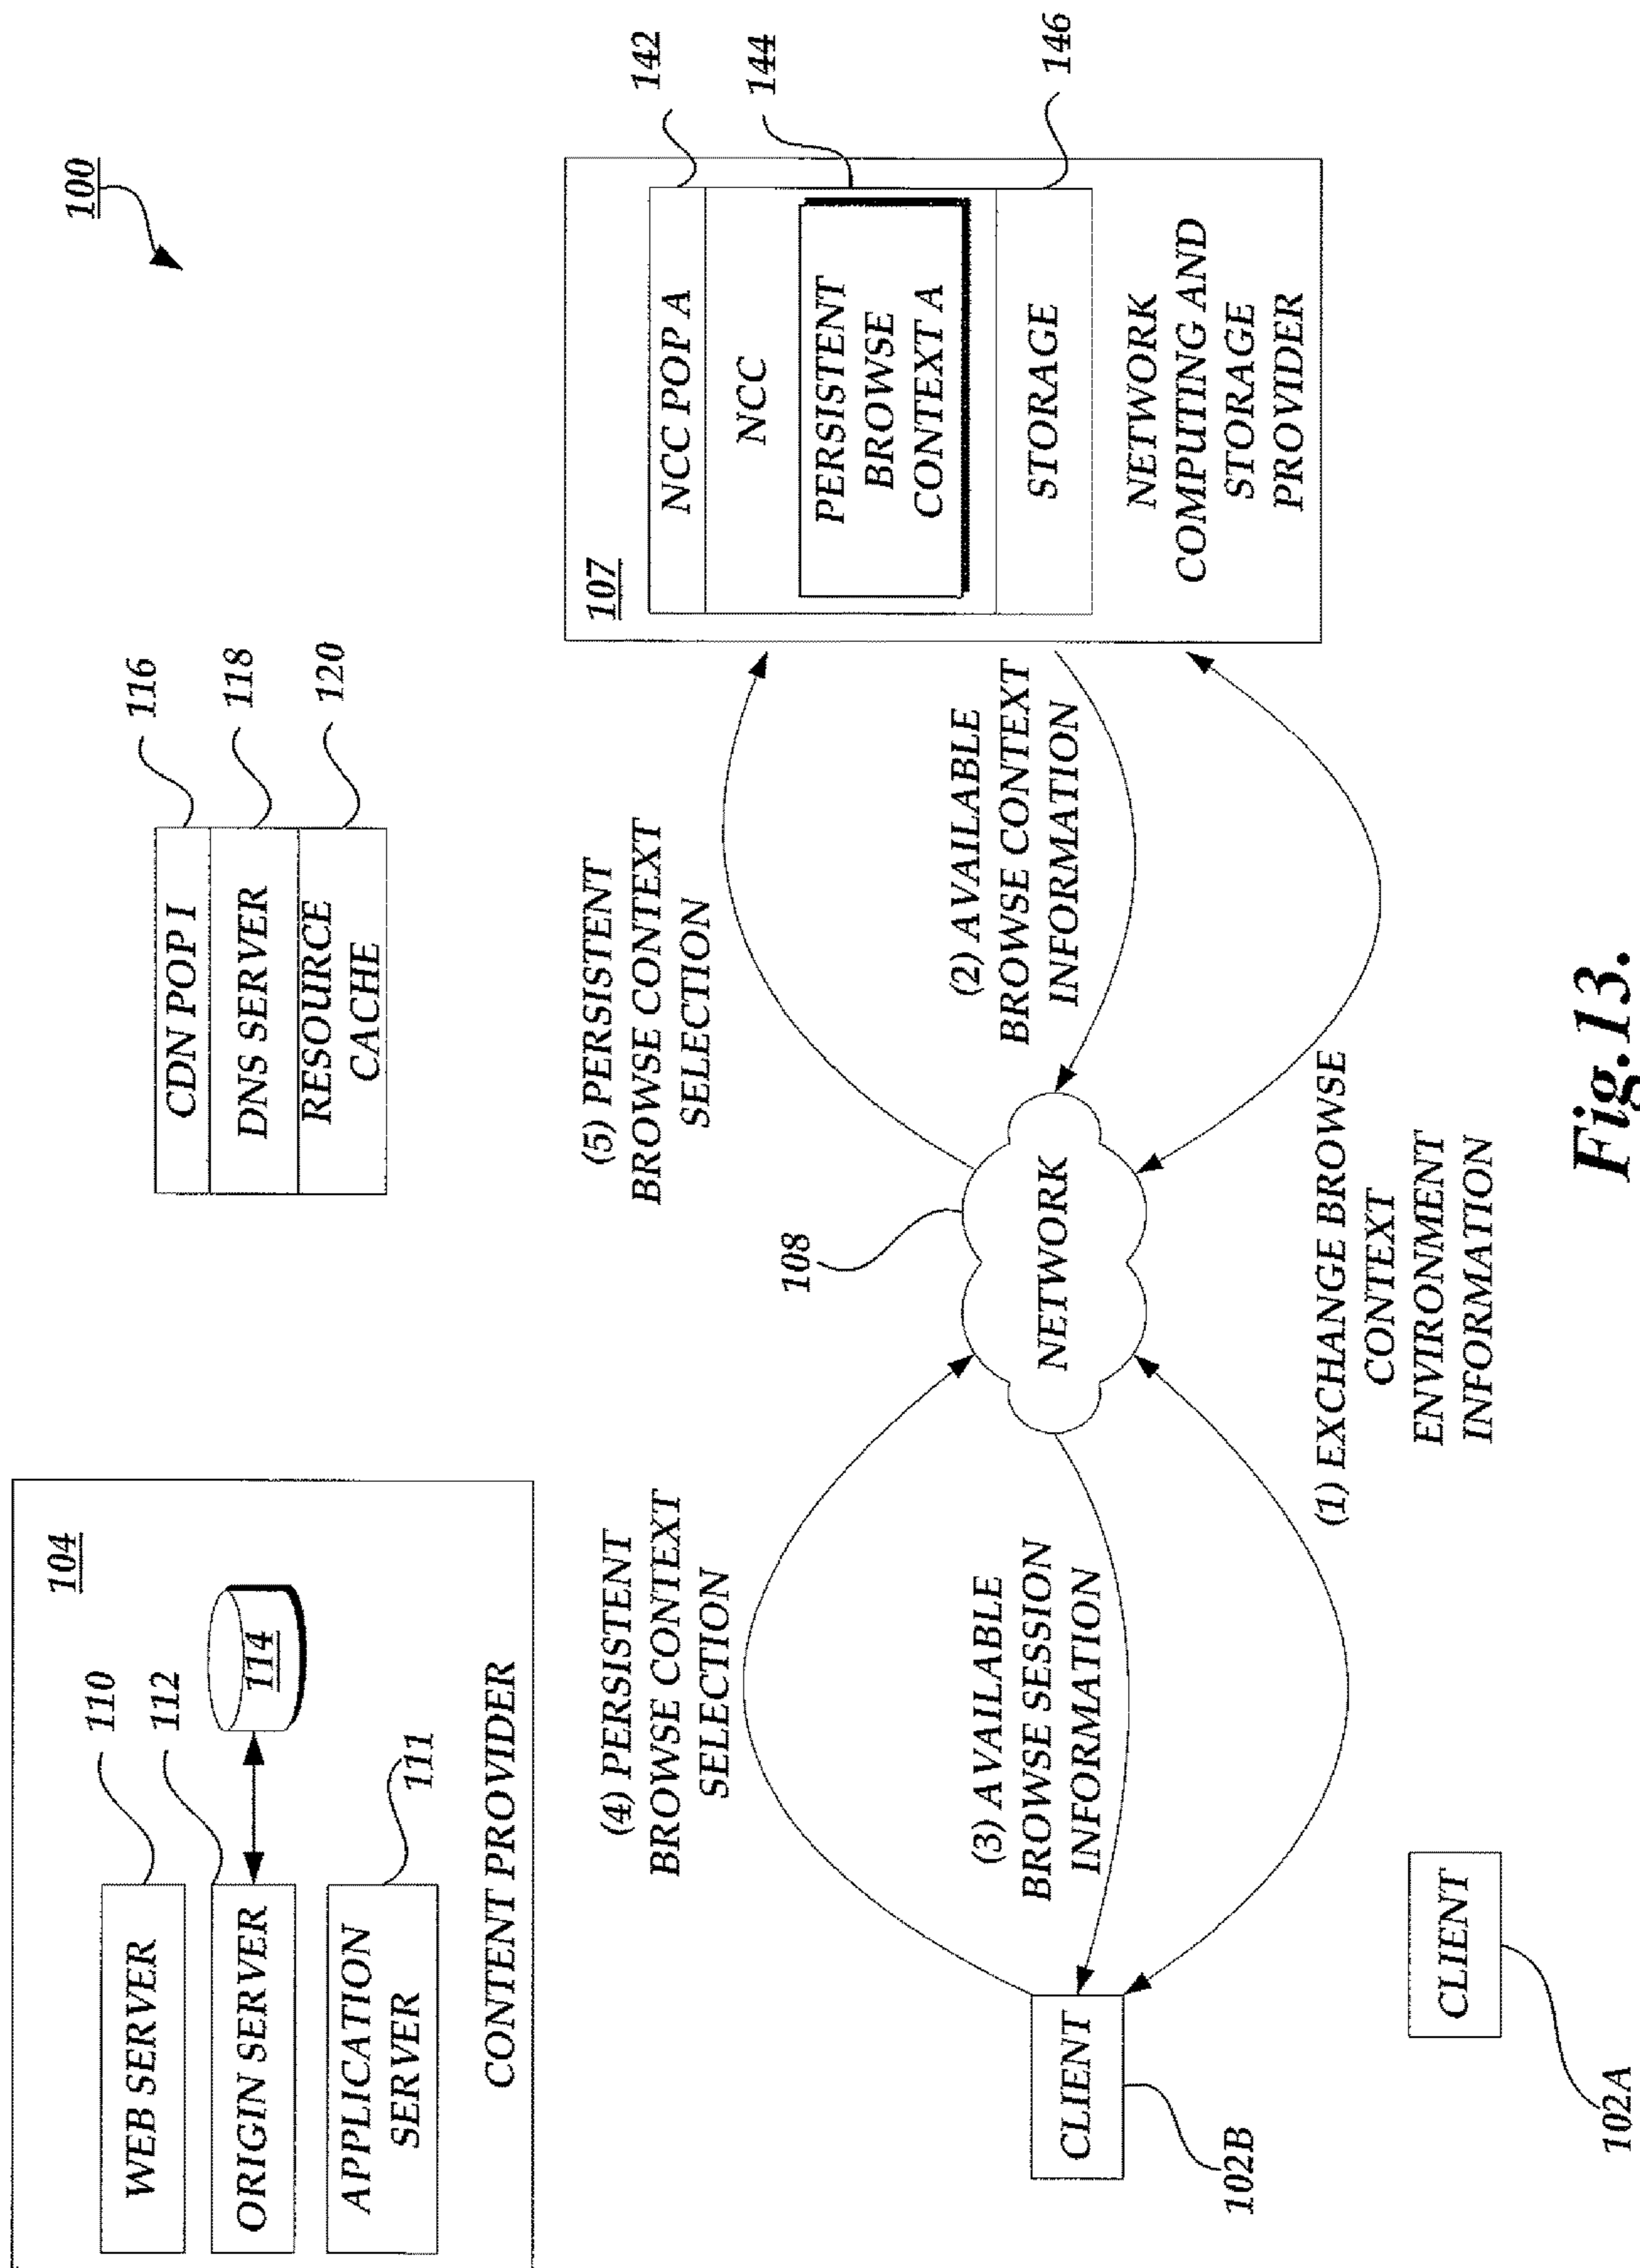 100
104
WEB SERVER
110
ORIGIN SERVER
112
114
APPLICATION
SERVER
111
CONTENT PROVIDER
CDN POP I
116
DNS SERVER
118
RESOURCE
CACHE
120
(4) PERSISTENT
BROWSE CONTEXT
SELECTION
(5) PERSISTENT
BROWSE CONTEXT
SELECTION
107
NCC POP A
142
NCC
144
PERSISTENT
BROWSE
CONTEXT A
STORAGE
146
NETWORK
COMPUTING AND
STORAGE
PROVIDER
108
NETWORK
(3) AVAILABLE
BROWSE SESSION
INFORMATION
(2) AVAILABLE
BROWSE CONTEXT
INFORMATION
CLIENT
102B
(1) EXCHANGE BROWSE
CONTEXT
ENVIRONMENT
INFORMATION
CLIENT
102A
Fig.13.